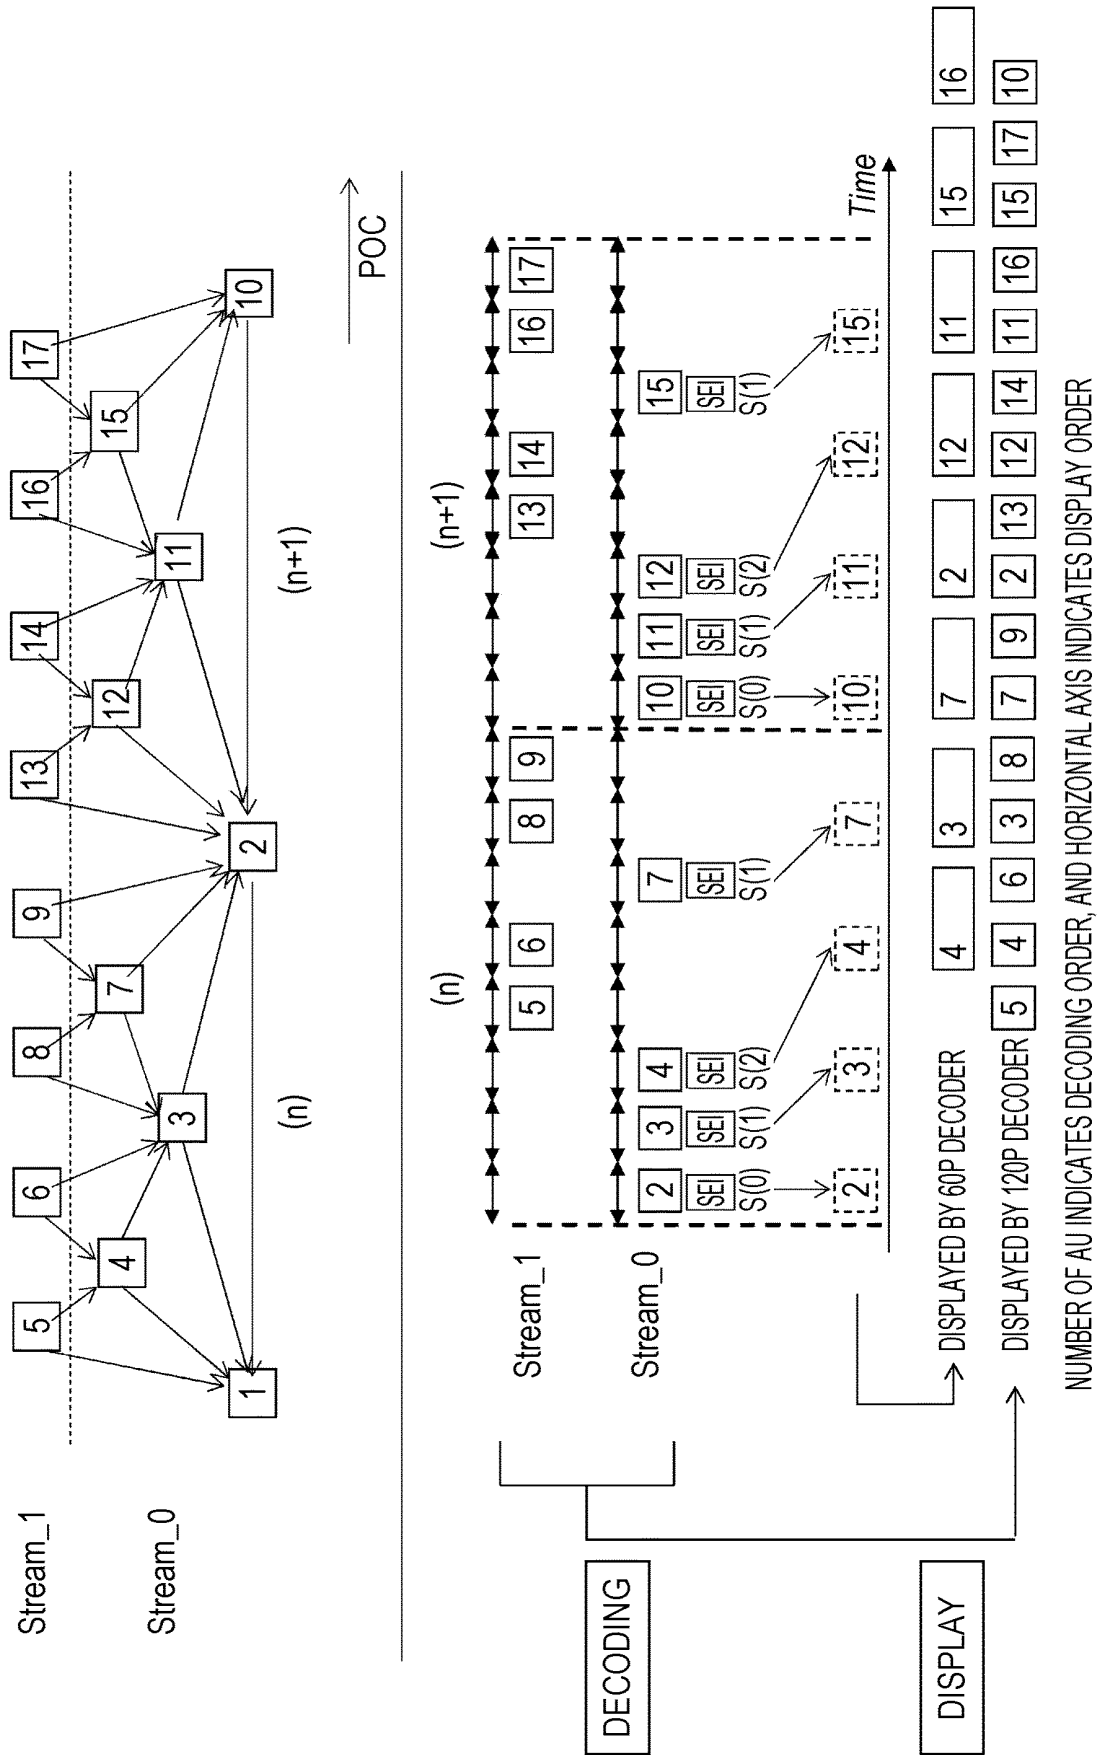 Stream_1 5 6 8 9 13 14 16 17
4 7 12 15
Stream_0 3 11
1 2 10
(n) (n+1)
POC
(n) (n+1)
Stream_1 5 6 8 9 13 14 16 17
DECODING
Stream_0 2 3 4 7 10 11 12 15
SEI SEI SEI SEI SEI SEI SEI SEI
S(0) S(1) S(2) S(1) S(0) S(1) S(2) S(1)
2 3 4 7 10 11 12 15
Time
DISPLAY
DISPLAYED BY 60P DECODER 4 3 7 2 12 11 15 16
DISPLAYED BY 120P DECODER 5 4 6 3 8 7 9 2 13 12 14 11 16 15 17 10
NUMBER OF AU INDICATES DECODING ORDER, AND HORIZONTAL AXIS INDICATES DISPLAY ORDER